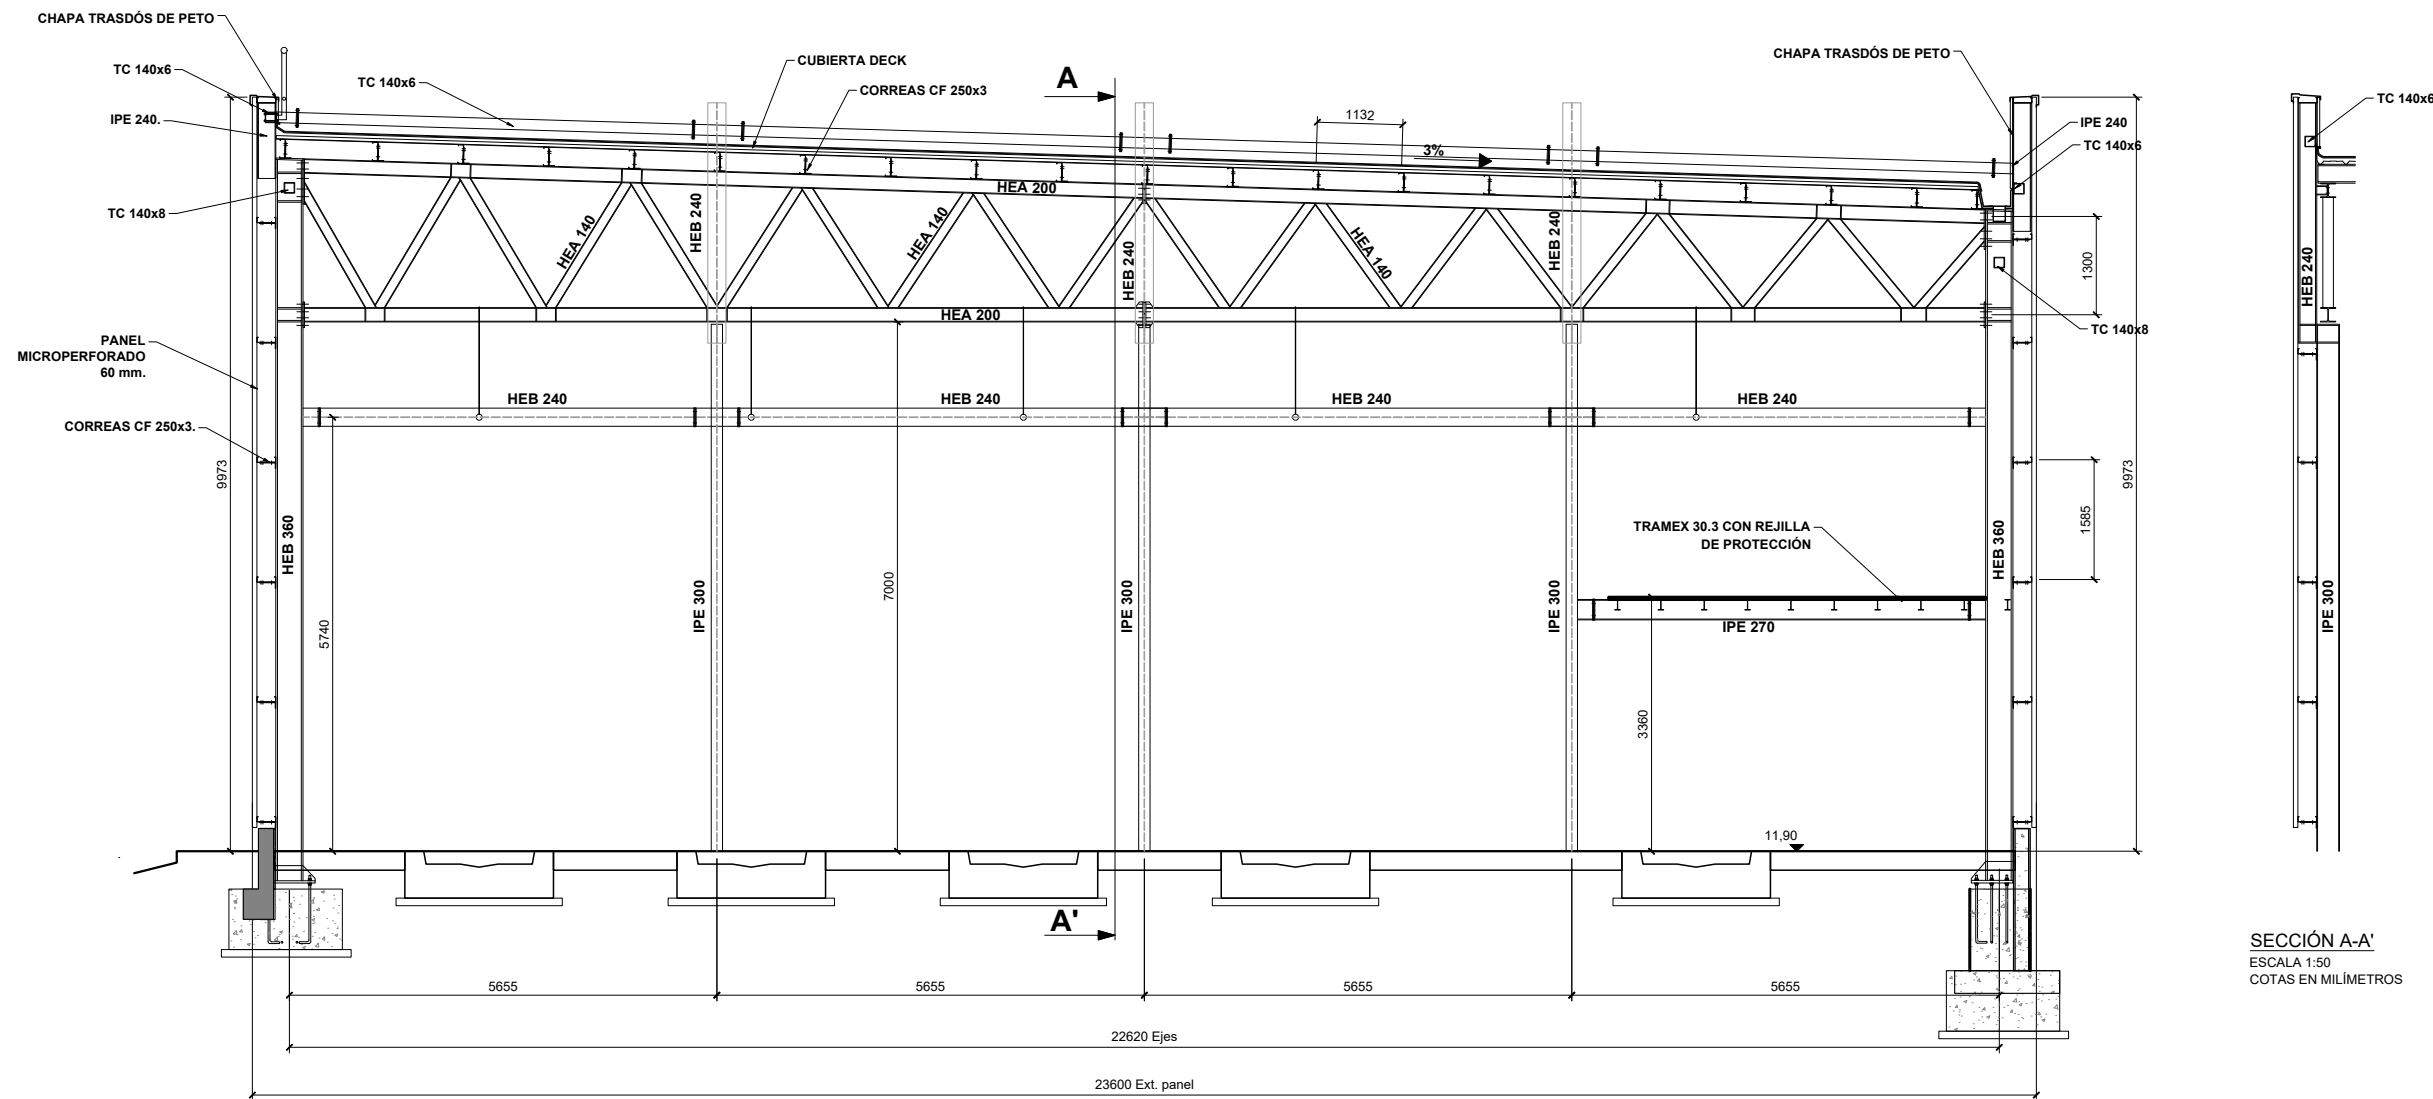 CHAPA TRASDÓS DE PETO
TC 140x6
TC 140x6
CUBIERTA DECK
A
CHAPA TRASDÓS DE PETO
CORREAS CF 250x3
TC 140x6
IPE 240.
1132
IPE 240
3%
TC 140x6
HEA 200
TC 140x8
HEA 140
HEB 240
HEA 140
HEB 240
HEA 140
HEB 240
1300
HEB 240
HEA 200
TC 140x8
PANEL
MICROPERFORADO
60 mm.
HEB 240
HEB 240
HEB 240
HEB 240
CORREAS CF 250x3.
9973
9973
1585
TRAMEX 30.3 CON REJILLA
DE PROTECCIÓN
HEB 360
HEB 360
7000
IPE 300
IPE 300
IPE 300
IPE 300
5740
IPE 270
3360
11,90
A'
SECCIÓN A-A'
ESCALA 1:50
COTAS EN MILÍMETROS
5655
5655
5655
5655
22620 Ejes
23600 Ext. panel